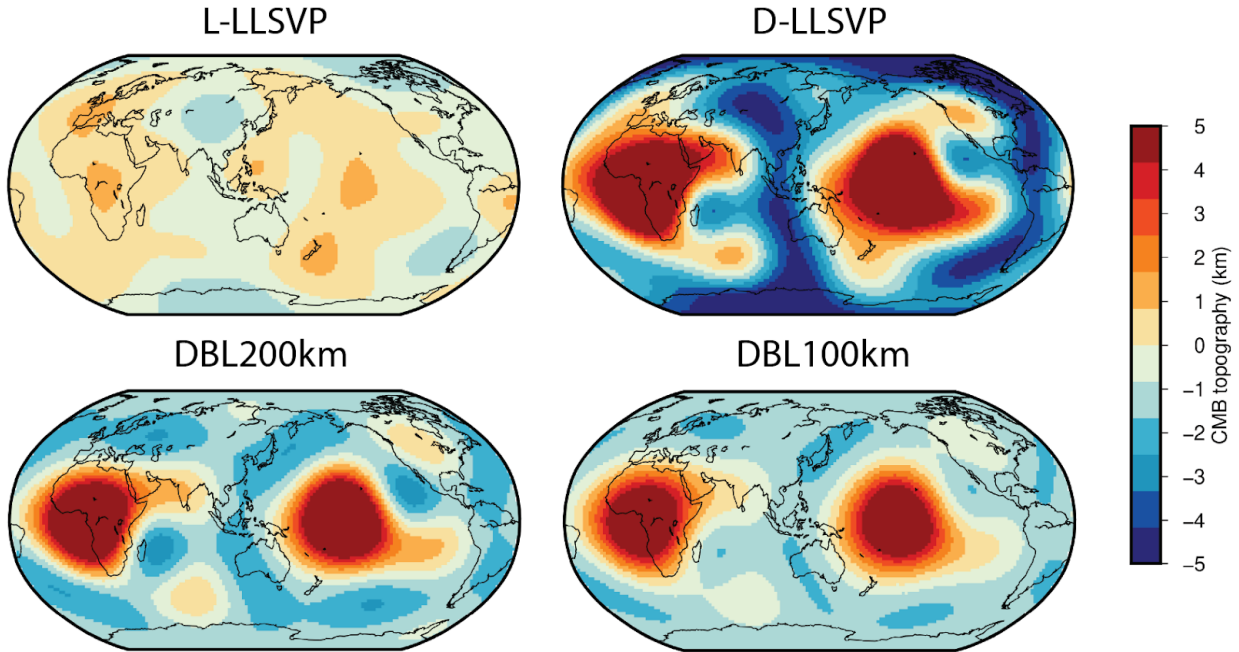 L-LLSVP
D-LLSVP
DBL200km
DBL100km
5
4
3
2
1
0
−1
−2
−3
−4
−5
CMB topography (km)